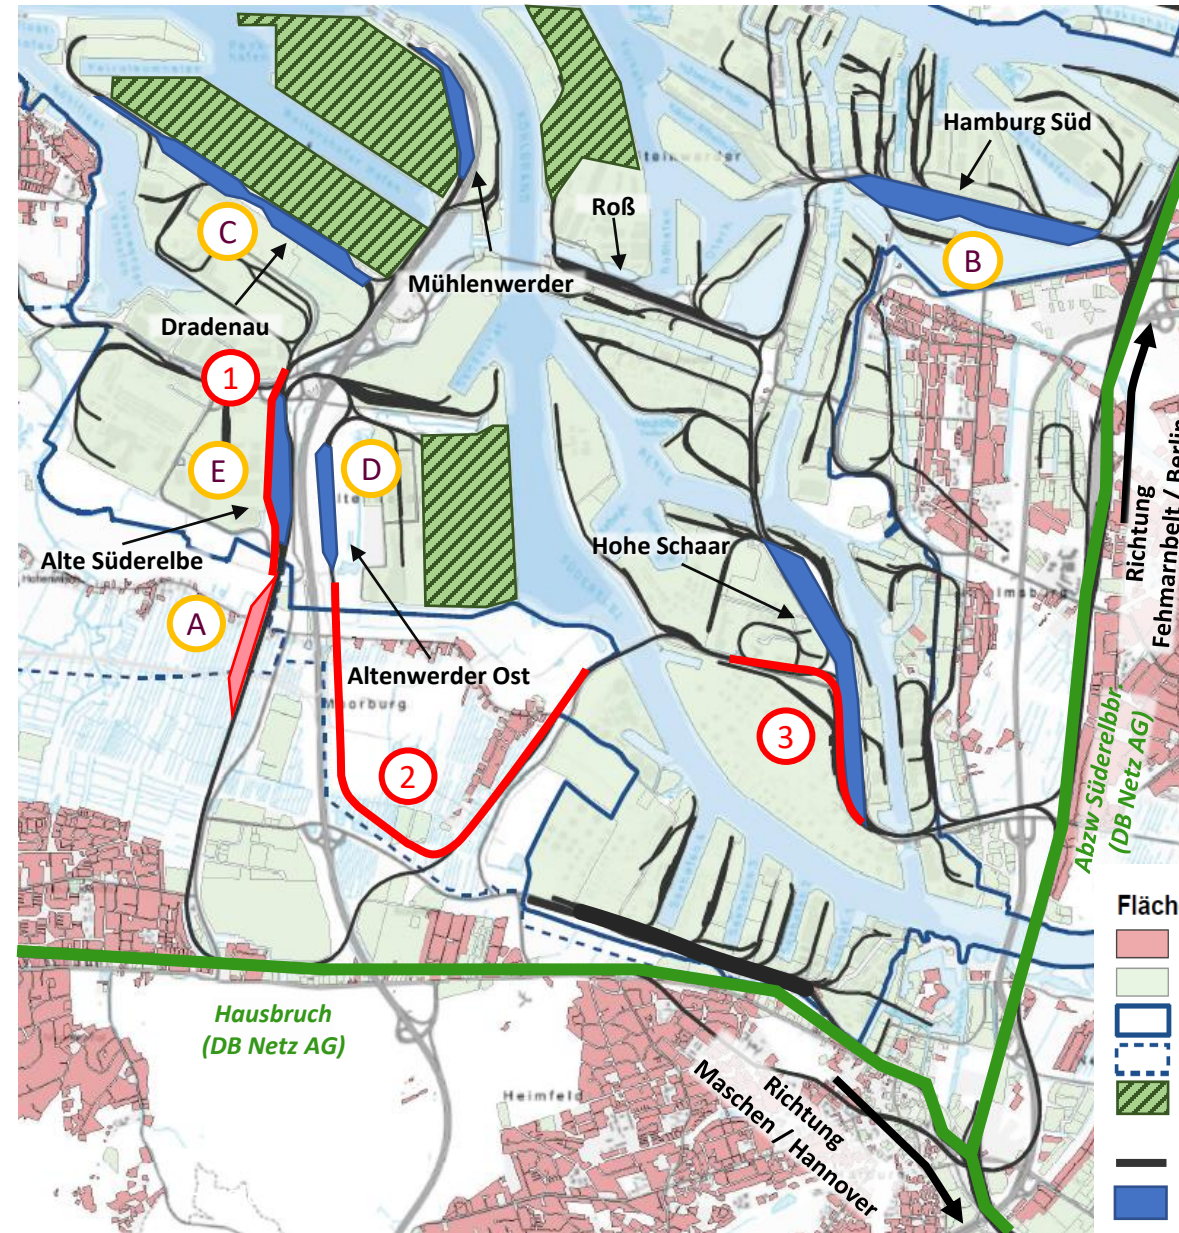 Hamburg Süd
Roß
C
B
Mühlenwerder
Dradenau
1
E
D
Alte Süderelbe
Hohe Schaar
A
Altenwerder Ost
Moorburg
3
2
Richtung
Fehmarnbelt / Berlin
Abzw Süderelbbr.
(DB Netz AG)
Fläch
Hausbruch
(DB Netz AG)
Heimfeld
Richtung
Maschen / Hannover